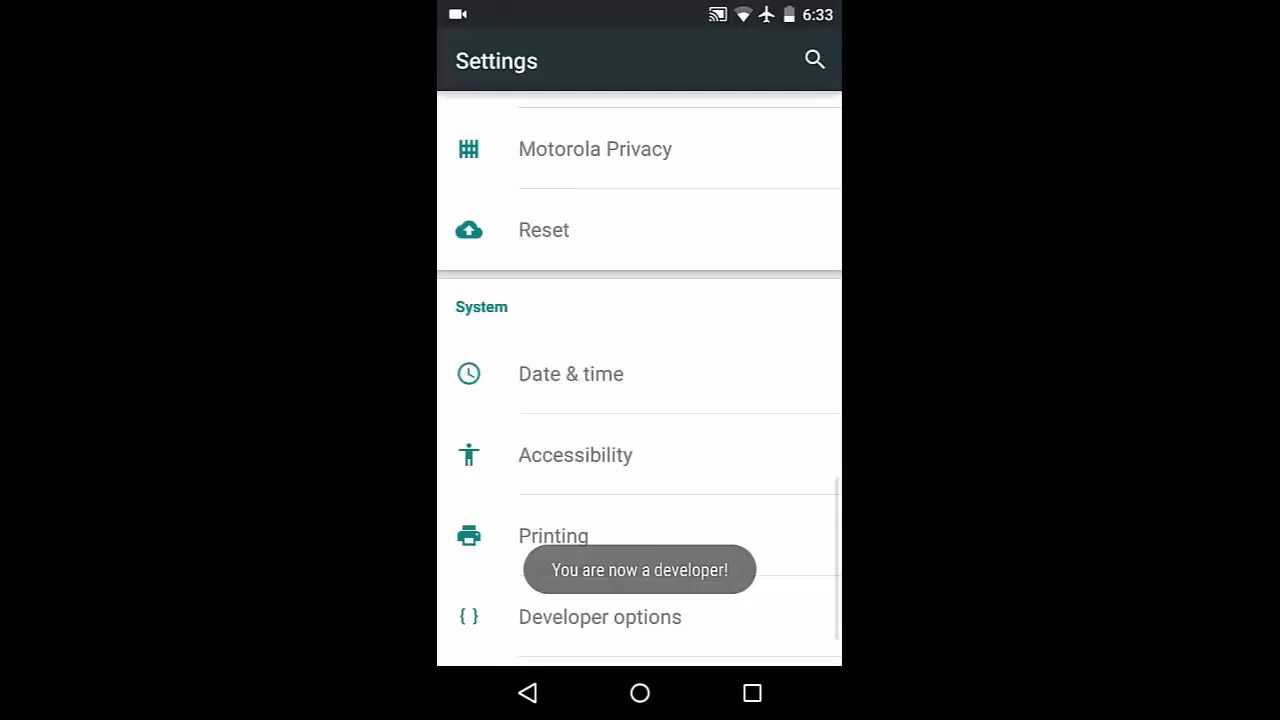 6:33
Settings
Motorola Privacy
Reset
System
Date & time
Accessibility
Printing
You are now a developer!
{ } Developer options